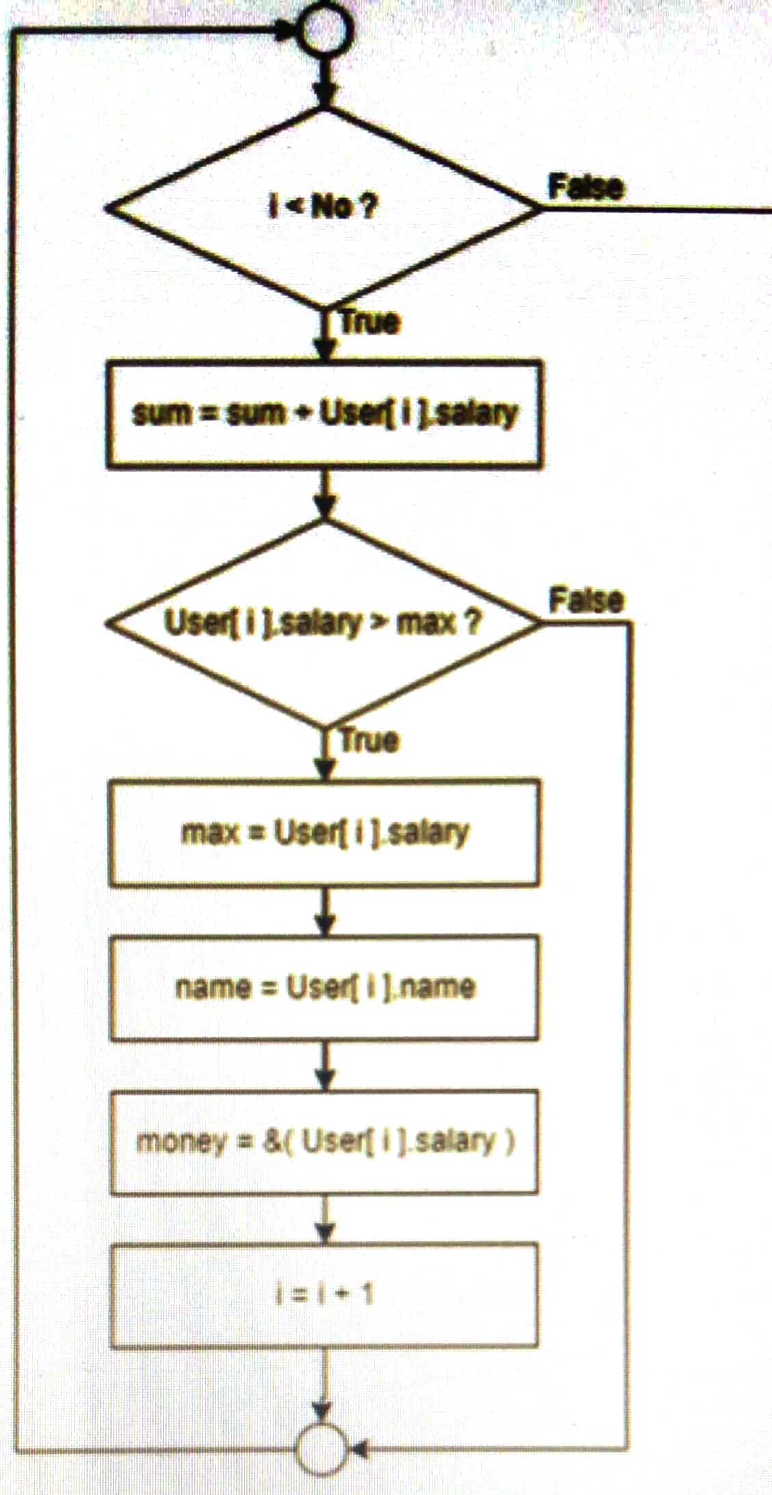 i < No ?
False
True
sum = sum + User[ i ].salary
User[ i ].salary > max ?
False
True
max = User[ i ].salary
name = User[ i ].name
money = &( User[ i ].salary )
i = i + 1